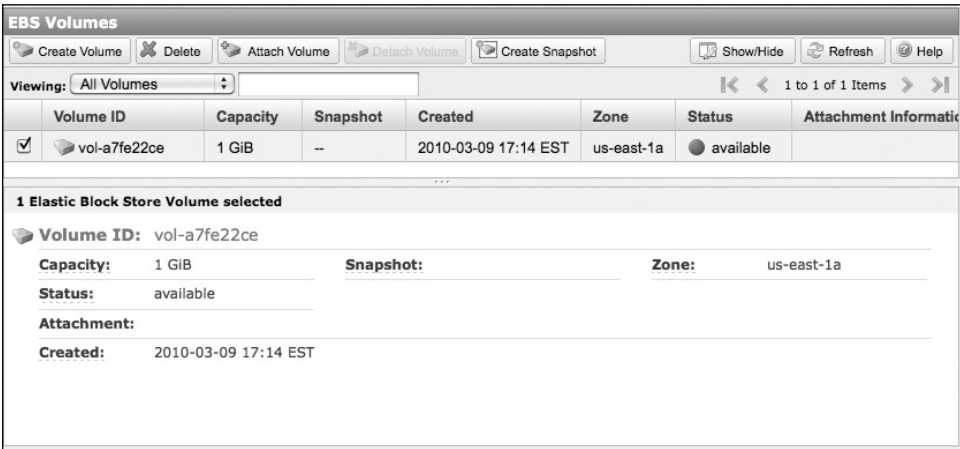 EBS Volumes
Create Volume Delete Attach Volume Detach Volume Create Snapshot Show/Hide Refresh Help
Viewing: All Volumes 1 to 1 of 1 Items
Volume ID Capacity Snapshot Created Zone Status Attachment Informatic
vol-a7fe22ce 1 GiB -- 2010-03-09 17:14 EST us-east-1a available
1 Elastic Block Store Volume selected
Volume ID: vol-a7fe22ce
Capacity: 1 GiB Snapshot: Zone: us-east-1a
Status: available
Attachment:
Created: 2010-03-09 17:14 EST